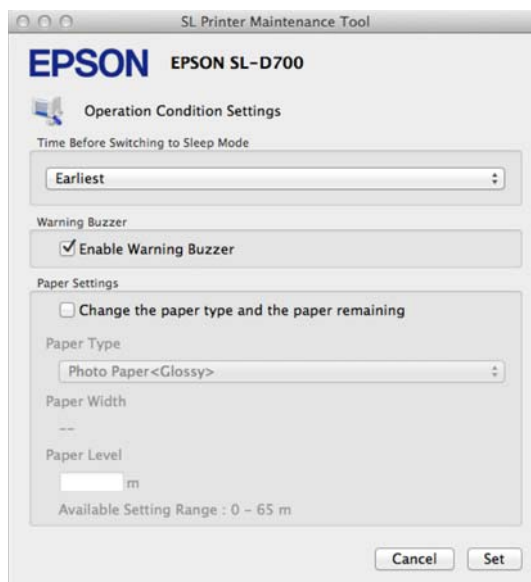 SL Printer Maintenance Tool
EPSON EPSON SL-D700
Operation Condition Settings
Time Before Switching to Sleep Mode
Earliest
Warning Buzzer
Enable Warning Buzzer
Paper Settings
Change the paper type and the paper remaining
Paper Type
Photo Paper<Glossy>
Paper Width
--
Paper Level
m
Available Setting Range : 0 - 65 m
Cancel Set